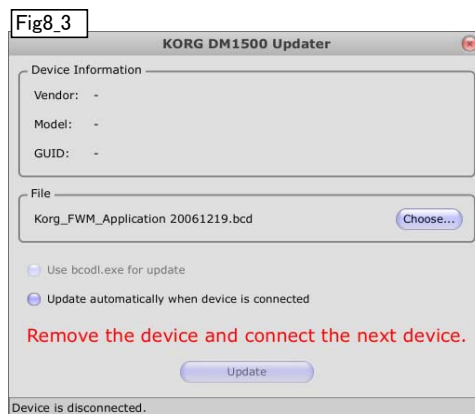 Fig8_3
KORG DM1500 Updater
Device Information
Vendor: -
Model: -
GUID: -
File
Korg_FWM_Application 20061219.bcd
Choose...
Use bcodl.exe for update
Update automatically when device is connected
Remove the device and connect the next device.
Update
Device is disconnected.